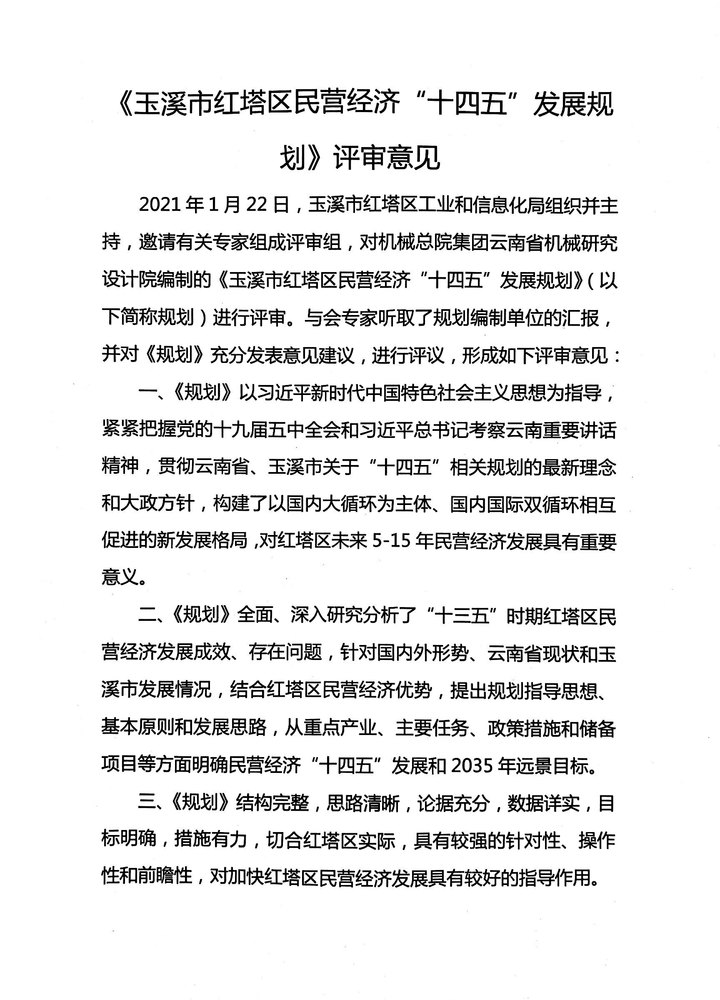 《玉溪市红塔区民营经济“十四五”发展规
划》评审意见
2021年1月22日，玉溪市红塔区工业和信息化局组织并主
持，邀请有关专家组成评审组，对机械总院集团云南省机械研究
设计院编制的《玉溪市红塔区民营经济“十四五”发展规划》（以
下简称规划）进行评审。与会专家听取了规划编制单位的汇报，
并对《规划》充分发表意见建议，进行评议，形成如下评审意见：
一、《规划》以习近平新时代中国特色社会主义思想为指导，
紧紧把握党的十九届五中全会和习近平总书记考察云南重要讲话
精神，贯彻云南省、玉溪市关于“十四五”相关规划的最新理念
和大政方针，构建了以国内大循环为主体、国内国际双循环相互
促进的新发展格局，对红塔区未来5-15年民营经济发展具有重要
意义。
二、《规划》全面、深入研究分析了“十三五”时期红塔区民
营经济发展成效、存在问题，针对国内外形势、云南省现状和玉
溪市发展情况，结合红塔区民营经济优势，提出规划指导思想、
基本原则和发展思路，从重点产业、主要任务、政策措施和储备
项目等方面明确民营经济“十四五”发展和2035年远景目标。
三、《规划》结构完整，思路清晰，论据充分，数据详实，目
标明确，措施有力，切合红塔区实际，具有较强的针对性、操作
性和前瞻性，对加快红塔区民营经济发展具有较好的指导作用。